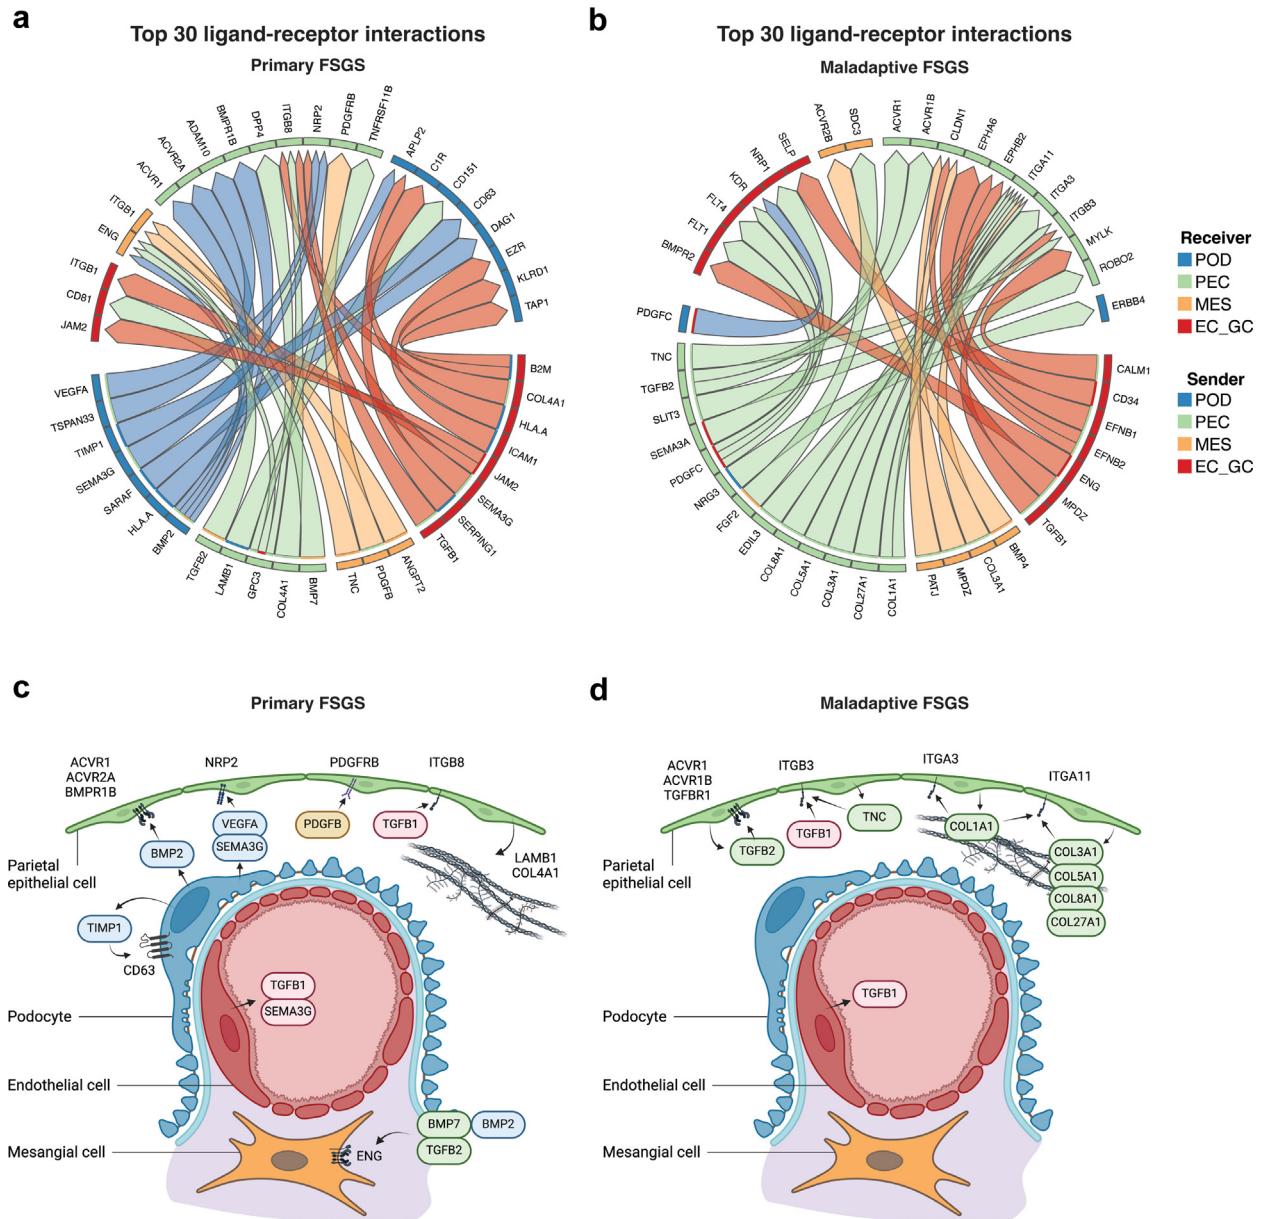 a
Top 30 ligand-receptor interactions
Primary FSGS
ACVR1
ACVR2A
ADAM10
BMPR1B
DPP4
ITGB8
NRP2
PDGFRB
TNFRSF11B
APLP2
C1R
CD151
CD63
DAG1
EZR
KLRD1
TAP1
B2M
COL4A1
HLA.A
ICAM1
JAM2
SEMA3G
SERPING1
TGFB1
ANGPT2
PDGFB
TNC
BMP7
COL4A1
GPC3
LAMB1
TGFB2
BMP2
HLA.A
SARAF
SEMA3G
TIMP1
TSPAN33
VEGFA
JAM2
CD81
ITGB1
ENG
ITGB1
b
Top 30 ligand-receptor interactions
Maladaptive FSGS
ACVR2B
SDC3
ACVR1
ACVR1B
CLDN1
EPHA6
EPHB2
ITGA11
ITGA3
ITGB3
MYLK
ROBO2
ERBB4
CALM1
CD34
EFNB1
EFNB2
ENG
MPDZ
TGFB1
BMP4
COL3A1
MPDZ
PATJ
COL1A1
COL27A1
COL3A1
COL5A1
COL8A1
EDIL3
FGF2
NRG3
PDGFC
SEMA3A
SLIT3
TGFB2
TNC
PDGFC
BMPR2
FLT1
FLT4
KDR
NRP1
SELP
Receiver
POD
PEC
MES
EC_GC
Sender
POD
PEC
MES
EC_GC
c
Primary FSGS
ACVR1
ACVR2A
BMPR1B
NRP2
PDGFRB
ITGB8
VEGFA
SEMA3G
PDGFB
TGFB1
BMP2
LAMB1
COL4A1
Parietal
epithelial cell
TIMP1
CD63
TGFB1
SEMA3G
Podocyte
Endothelial cell
BMP7
BMP2
TGFB2
ENG
Mesangial cell
d
Maladaptive FSGS
ACVR1
ACVR1B
TGFBR1
ITGB3
ITGA3
ITGA11
TNC
TGFB1
TGFB2
COL1A1
COL3A1
COL5A1
COL8A1
COL27A1
Parietal
epithelial cell
TGFB1
Podocyte
Endothelial cell
Mesangial cell